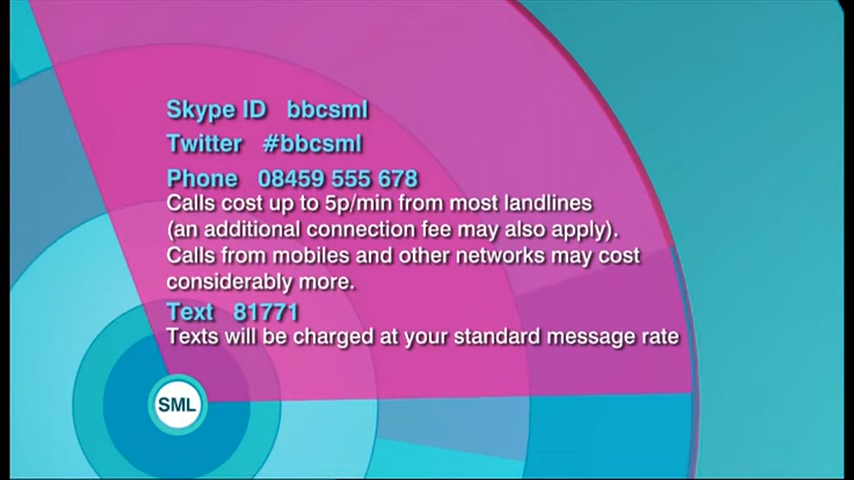 Skype ID bbcsml
Twitter #bbcsml
Phone 08459 555 678
Calls cost up to 5p/min from most landlines
(an additional connection fee may also apply).
Calls from mobiles and other networks may cost
considerably more.
Text 81771
Texts will be charged at your standard message rate
SML